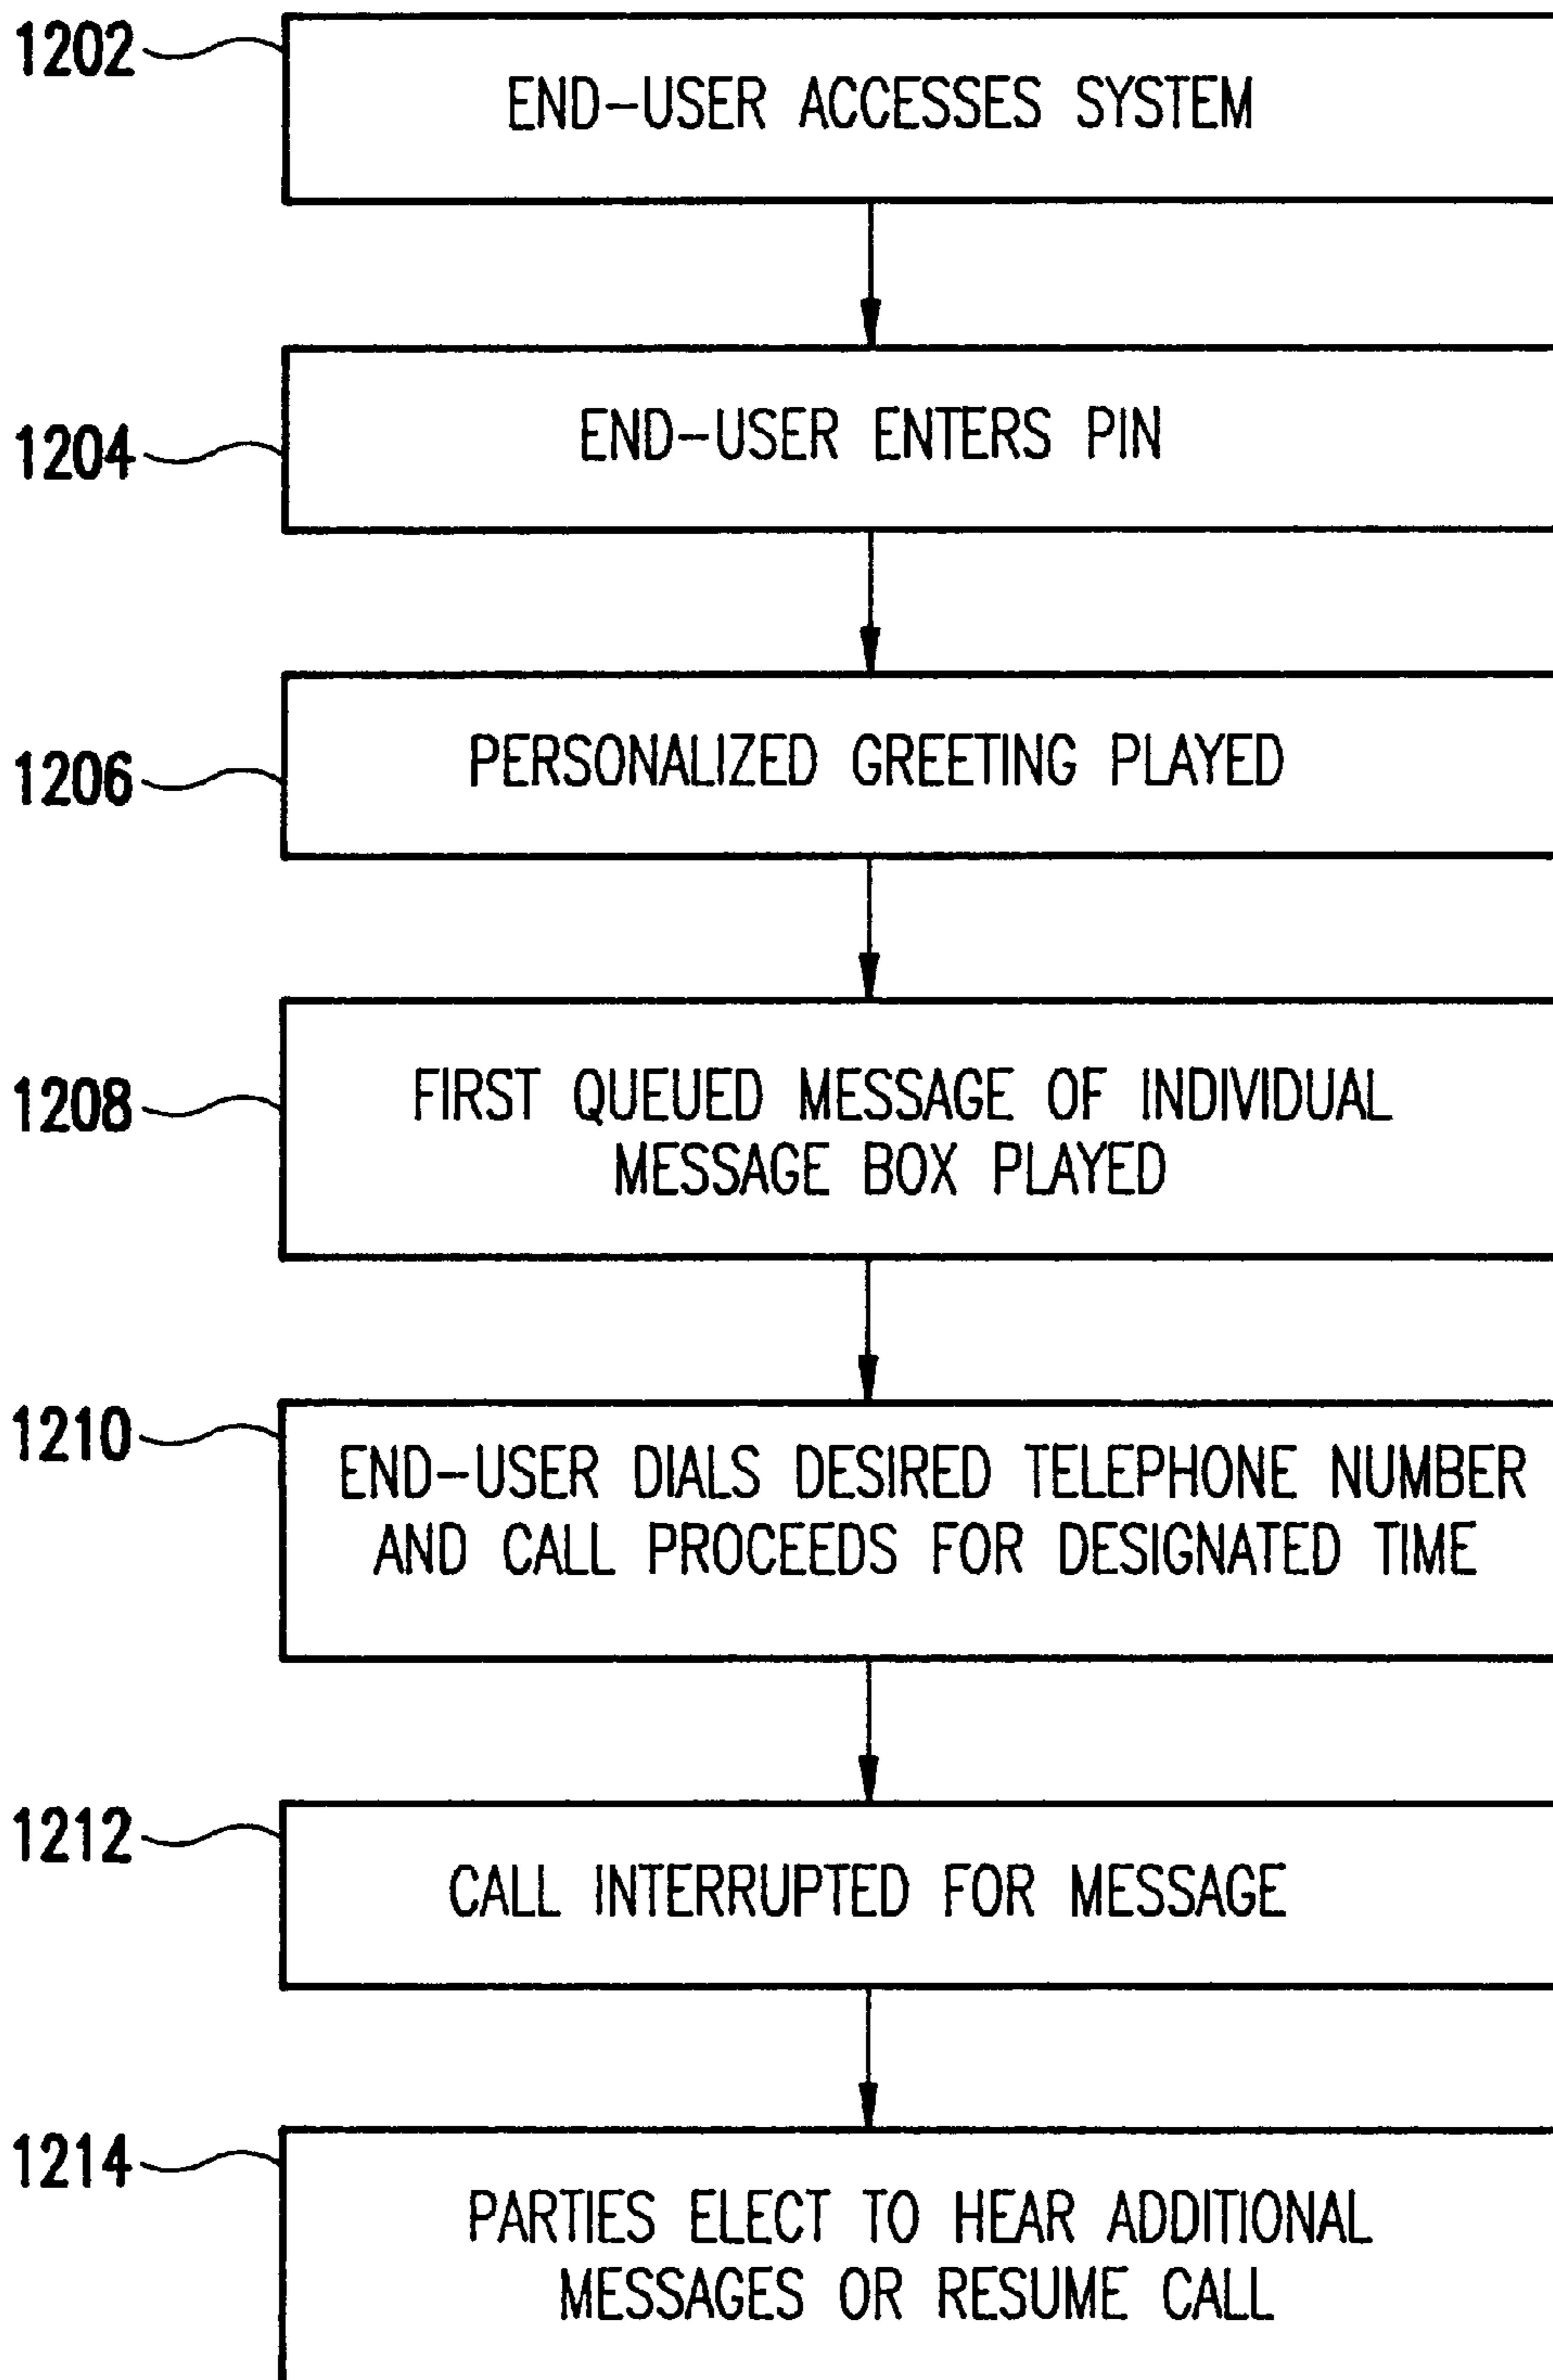 1202
END-USER ACCESSES SYSTEM
1204
END-USER ENTERS PIN
1206
PERSONALIZED GREETING PLAYED
1208
FIRST QUEUED MESSAGE OF INDIVIDUAL
MESSAGE BOX PLAYED
1210
END-USER DIALS DESIRED TELEPHONE NUMBER
AND CALL PROCEEDS FOR DESIGNATED TIME
1212
CALL INTERRUPTED FOR MESSAGE
1214
PARTIES ELECT TO HEAR ADDITIONAL
MESSAGES OR RESUME CALL